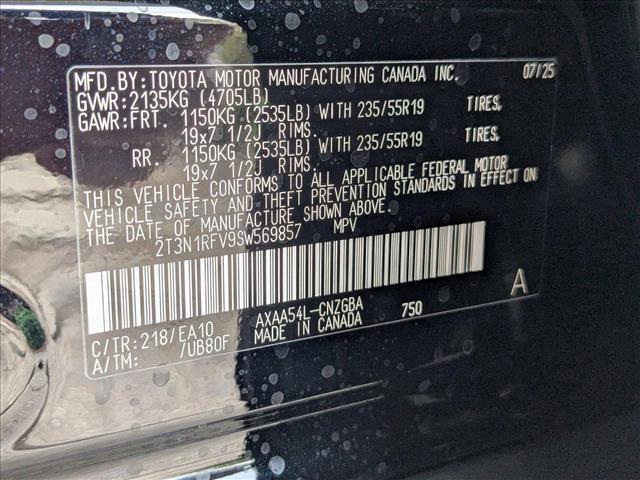 MFD.BY:TOYOTA MOTOR MANUFACTURING CANADA INC. 07/25
GVWR:2135KG (4705LB)
GAWR:FRT. 1150KG (2535LB) WITH 235/55R19 TIRES,
19x7 1/2J RIMS.
RR. 1150KG (2535LB) WITH 235/55R19 TIRES,
19x7 1/2J RIMS.
THIS VEHICLE CONFORMS TO ALL APPLICABLE FEDERAL MOTOR
VEHICLE SAFETY AND THEFT PREVENTION STANDARDS IN EFFECT ON
THE DATE OF MANUFACTURE SHOWN ABOVE.
2T3N1RFV9SW569857 MPV
C/TR:218/EA10 AXAA54L-CNZGBA 750 A
A/TM: /UB80F MADE IN CANADA